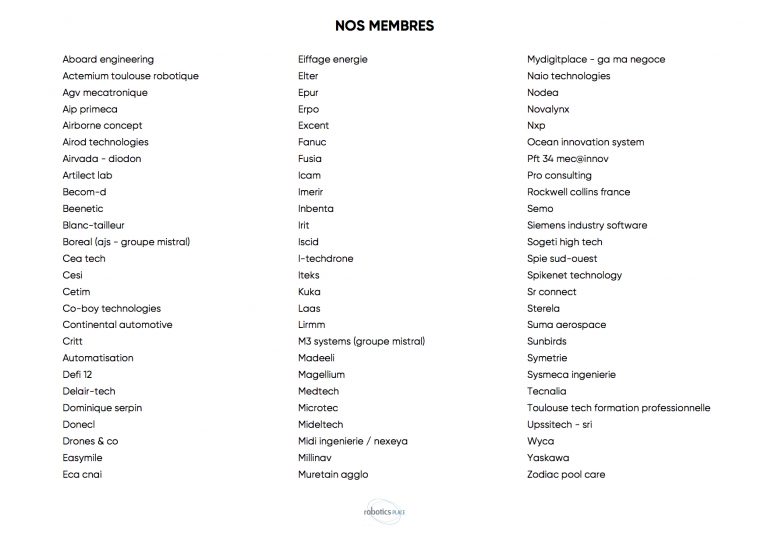 NOS MEMBRES
Aboard engineering
Actemium toulouse robotique
Agv mecatronique
Aip primeca
Airborne concept
Airod technologies
Airvada - diodon
Artilect lab
Becom-d
Beenetic
Blanc-tailleur
Boreal (ajs - groupe mistral)
Cea tech
Cesi
Cetim
Co-boy technologies
Continental automotive
Critt
Automatisation
Defi 12
Delair-tech
Dominique serpin
Donecl
Drones & co
Easymile
Eca cnai
Eiffage energie
Elter
Epur
Erpo
Excent
Fanuc
Fusia
Icam
Imerir
Inbenta
Irit
Iscid
I-techdrone
Iteks
Kuka
Laas
Lirmm
M3 systems (groupe mistral)
Madeeli
Magellium
Medtech
Microtec
Mideltech
Midi ingenierie / nexeya
Millinav
Muretain agglo
Mydigitplace - ga ma negoce
Naio technologies
Nodea
Novalynx
Nxp
Ocean innovation system
Pft 34 mec@innov
Pro consulting
Rockwell collins france
Semo
Siemens industry software
Sogeti high tech
Spie sud-ouest
Spikenet technology
Sr connect
Sterela
Suma aerospace
Sunbirds
Symetrie
Sysmeca ingenierie
Tecnalia
Toulouse tech formation professionnelle
Upssitech - sri
Wyca
Yaskawa
Zodiac pool care
robotics PLACE